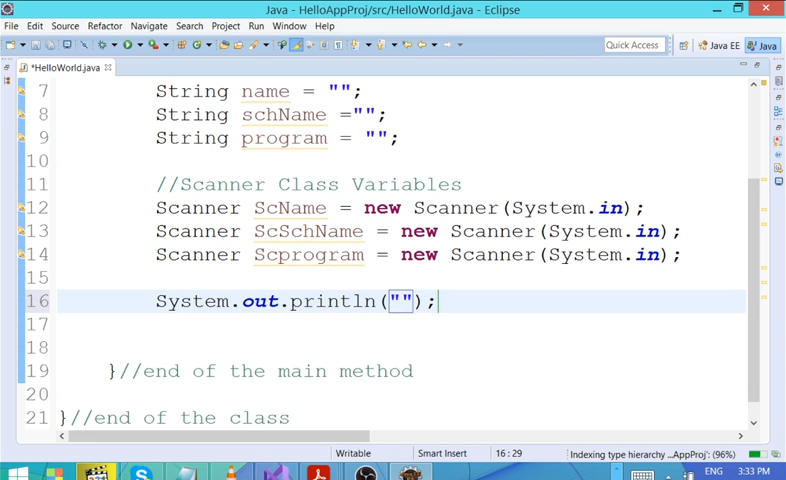 Java - HelloAppProj/src/HelloWorld.java - Eclipse
File Edit Source Refactor Navigate Search Project Run Window Help
Quick Access Java EE Java
*HelloWorld.java
7 String name = "";
8 String schName ="";
9 String program = "";
10
11 //Scanner Class Variables
12 Scanner ScName = new Scanner(System.in);
13 Scanner ScSchName = new Scanner(System.in);
14 Scanner Scprogram = new Scanner(System.in);
15
16 System.out.println("");
17
18
19 }//end of the main method
20
21 }//end of the class
Writable Smart Insert 16 : 29 Indexing type hierarchy ...AppProj: (96%)
ENG 3:33 PM